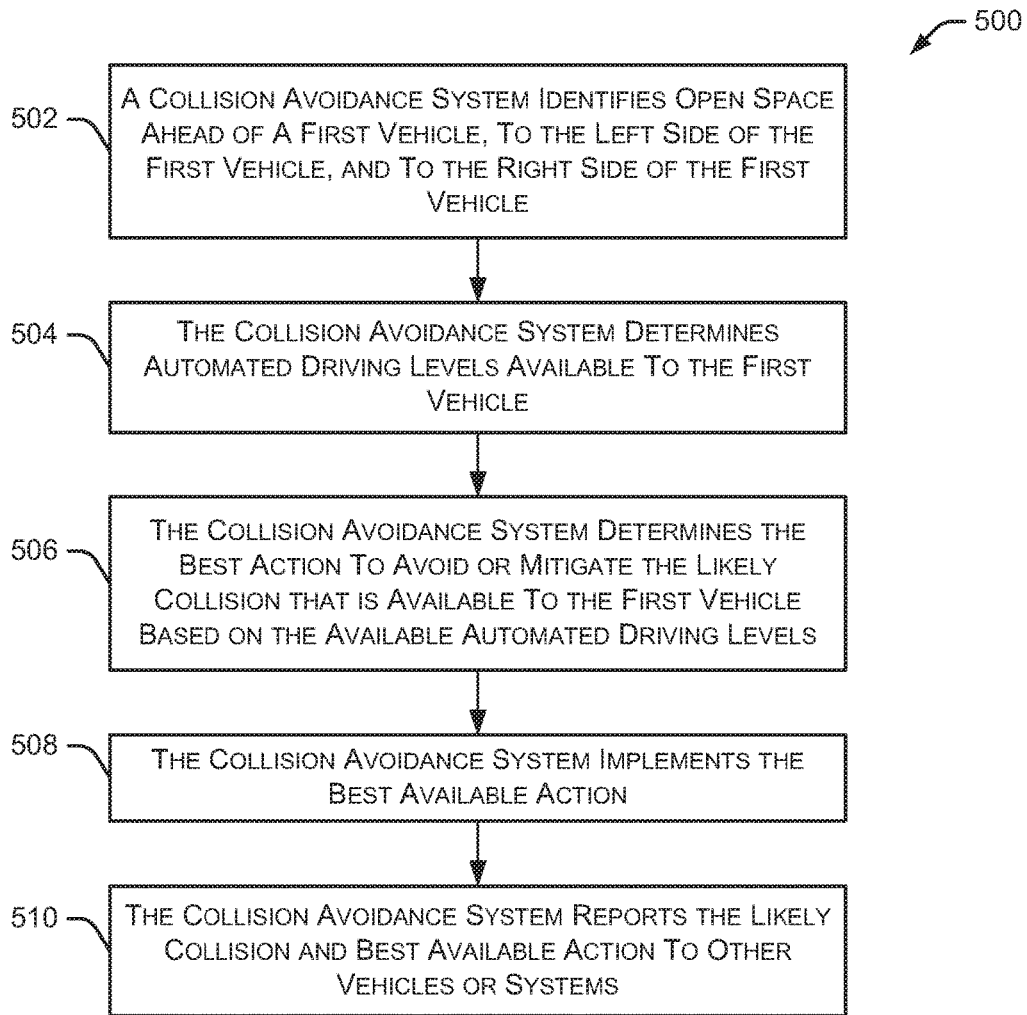 500
502
A COLLISION AVOIDANCE SYSTEM IDENTIFIES OPEN SPACE
AHEAD OF A FIRST VEHICLE, TO THE LEFT SIDE OF THE
FIRST VEHICLE, AND TO THE RIGHT SIDE OF THE FIRST
VEHICLE
504
THE COLLISION AVOIDANCE SYSTEM DETERMINES
AUTOMATED DRIVING LEVELS AVAILABLE TO THE FIRST
VEHICLE
506
THE COLLISION AVOIDANCE SYSTEM DETERMINES THE
BEST ACTION TO AVOID OR MITIGATE THE LIKELY
COLLISION THAT IS AVAILABLE TO THE FIRST VEHICLE
BASED ON THE AVAILABLE AUTOMATED DRIVING LEVELS
508
THE COLLISION AVOIDANCE SYSTEM IMPLEMENTS THE
BEST AVAILABLE ACTION
510
THE COLLISION AVOIDANCE SYSTEM REPORTS THE LIKELY
COLLISION AND BEST AVAILABLE ACTION TO OTHER
VEHICLES OR SYSTEMS